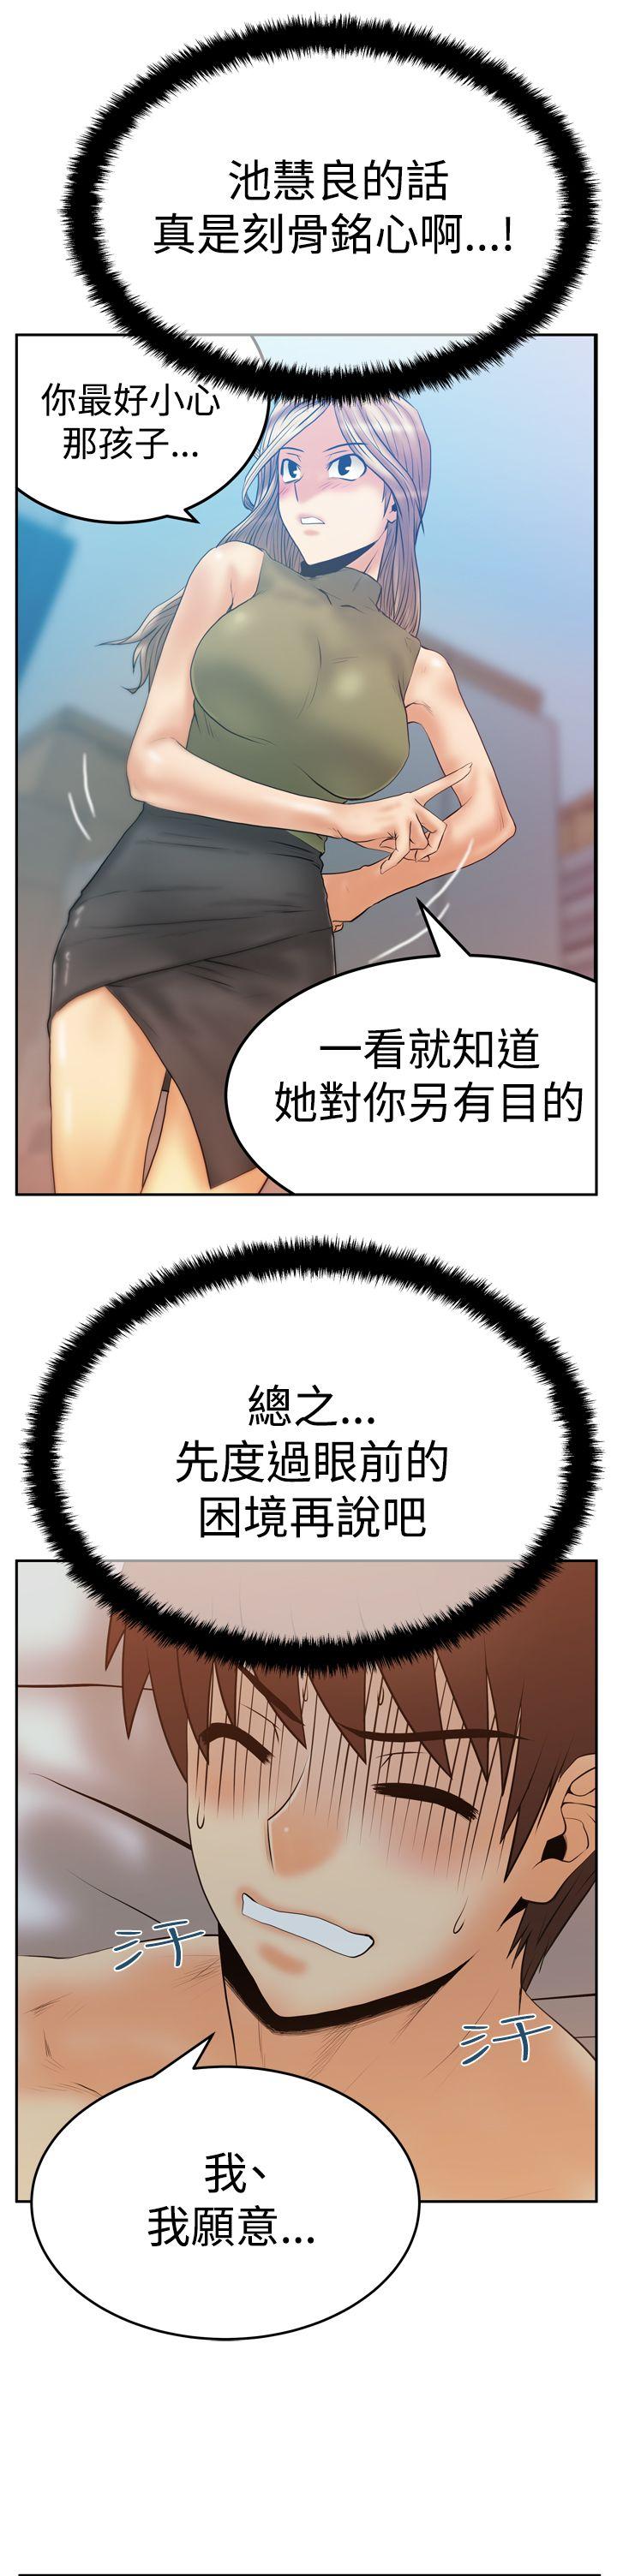 池慧良的話
真是刻骨銘心啊...!
你最好小心
那孩子...
一看就知道
她對你另有目的
總之...
先度過眼前的
困境再說吧
汗
汗
我、
我願意...